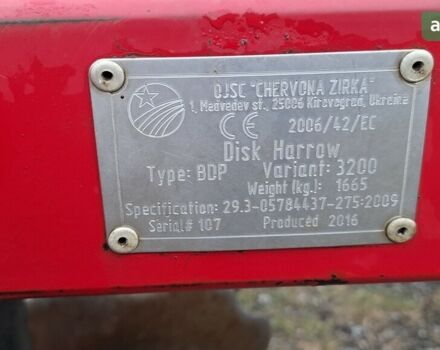 OJSC "CHERVONA ZIRKA"
1, Medvedev st., 25006 Kirovograd, Ukraine
CE 2006/42/EC
Disk Harrow
Type: BDP Variant: 3200
Weight (kg.): 1665
Specification: 29.3-05784437-275:2009
Serial# 107 Produced 2016